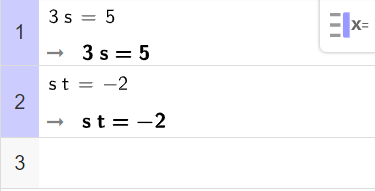 1
3 s = 5
→ 3 s = 5
2
s t = −2
→ s t = −2
3
x=